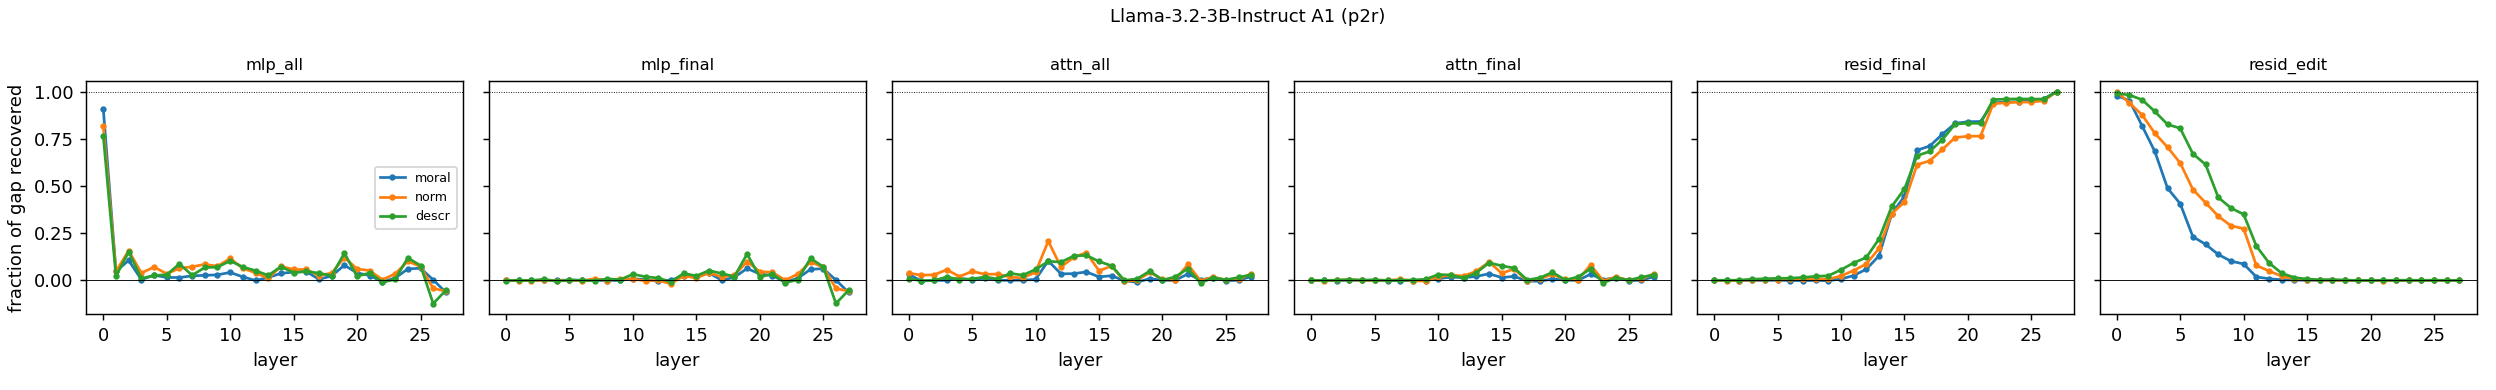 Llama-3.2-3B-Instruct A1 (p2r)
mlp_all mlp_final attn_all attn_final resid_final resid_edit
fraction of gap recovered
1.00
0.75
0.50
0.25
0.00
moral
norm
descr
0 5 10 15 20 25 0 5 10 15 20 25 0 5 10 15 20 25 0 5 10 15 20 25 0 5 10 15 20 25 0 5 10 15 20 25
layer layer layer layer layer layer